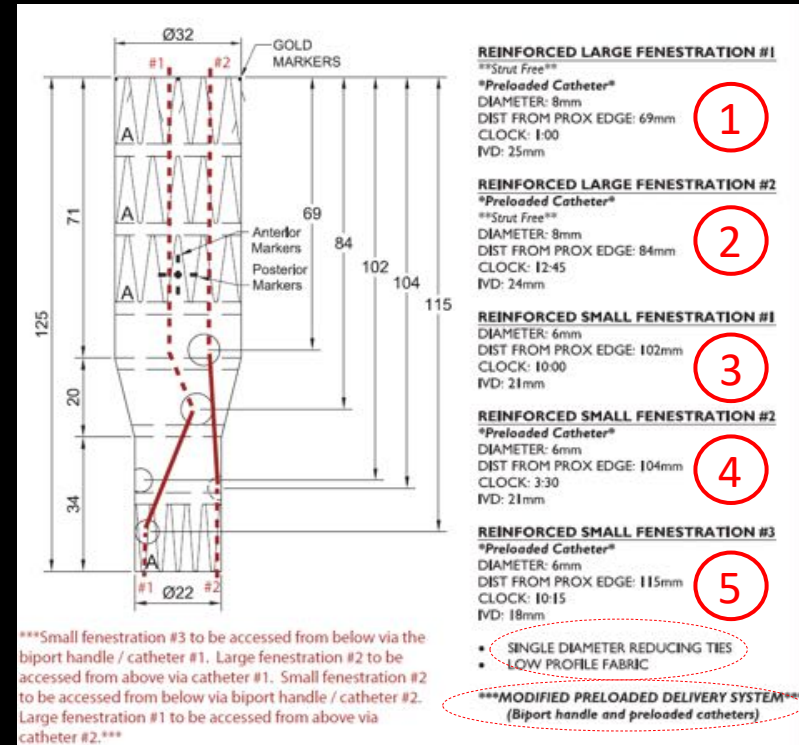 Ø32
#1
#2
GOLD
MARKERS
A
A
A
Anterior
Markers
Posterior
Markers
69
84
102
104
115
71
125
20
34
A
#1
#2
Ø22
***Small fenestration #3 to be accessed from below via the
biport handle / catheter #1. Large fenestration #2 to be
accessed from above via catheter #1. Small fenestration #2
to be accessed from below via biport handle / catheter #2.
Large fenestration #1 to be accessed from above via
catheter #2.***
REINFORCED LARGE FENESTRATION #1
**Strut Free**
*Preloaded Catheter*
DIAMETER: 8mm
DIST FROM PROX EDGE: 69mm
CLOCK: 1:00
IVD: 25mm
1
REINFORCED LARGE FENESTRATION #2
*Preloaded Catheter*
**Strut Free**
DIAMETER: 8mm
DIST FROM PROX EDGE: 84mm
CLOCK: 12:45
IVD: 24mm
2
REINFORCED SMALL FENESTRATION #1
DIAMETER: 6mm
DIST FROM PROX EDGE: 102mm
CLOCK: 10:00
IVD: 21mm
3
REINFORCED SMALL FENESTRATION #2
*Preloaded Catheter*
DIAMETER: 6mm
DIST FROM PROX EDGE: 104mm
CLOCK: 3:30
IVD: 21mm
4
REINFORCED SMALL FENESTRATION #3
*Preloaded Catheter*
DIAMETER: 6mm
DIST FROM PROX EDGE: 115mm
CLOCK: 10:15
IVD: 18mm
5
• SINGLE DIAMETER REDUCING TIES
• LOW PROFILE FABRIC
***MODIFIED PRELOADED DELIVERY SYSTEM***
(Biport handle and preloaded catheters)